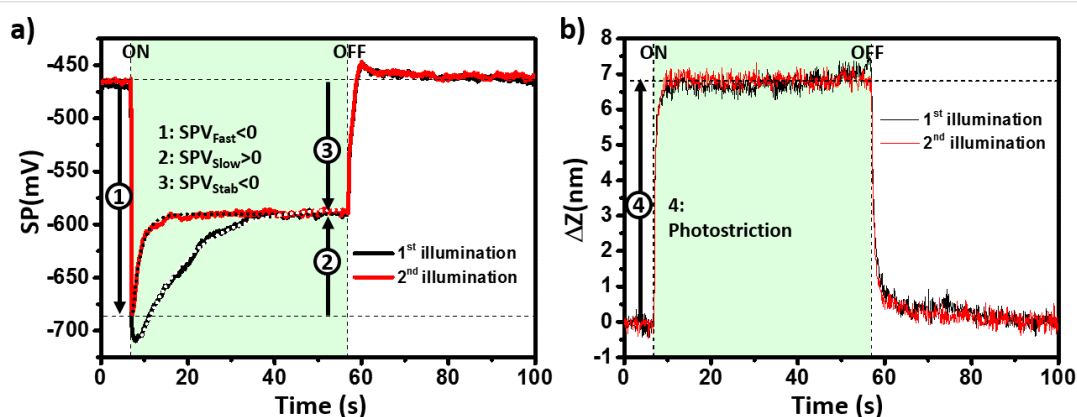 a)
ON
OFF
-450
-500
-550
-600
-650
-700
SP(mV)
1: SPV_Fast<0
2: SPV_Slow>0
3: SPV_Stab<0
1
3
2
1st illumination
2nd illumination
0
20
40
60
80
100
Time (s)
b)
ON
OFF
8
7
6
5
4
3
2
1
0
-1
ΔZ(nm)
1st illumination
2nd illumination
4
4:
Photostriction
0
20
40
60
80
100
Time (s)